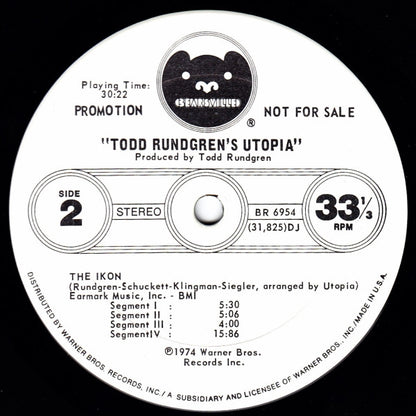 BEARSVILLE
Playing Time:
30:22
PROMOTION
NOT FOR SALE
®
"TODD RUNDGREN'S UTOPIA"
Produced by Todd Rundgren
SIDE
2
STEREO
BR 6954
(31,825)DJ
33 1/3
RPM
THE IKON
(Rundgren-Schuckett-Klingman-Siegler, arranged by Utopia)
Earmark Music, Inc. - BMI
Segment I : 5:30
Segment II : 5:06
Segment III : 4:00
SegmentIV : 15:86
℗1974 Warner Bros.
Records Inc.
DISTRIBUTED BY WARNER BROS. RECORDS, INC./A SUBSIDIARY AND LICENSEE OF WARNER BROS. INC./MADE IN U.S.A.